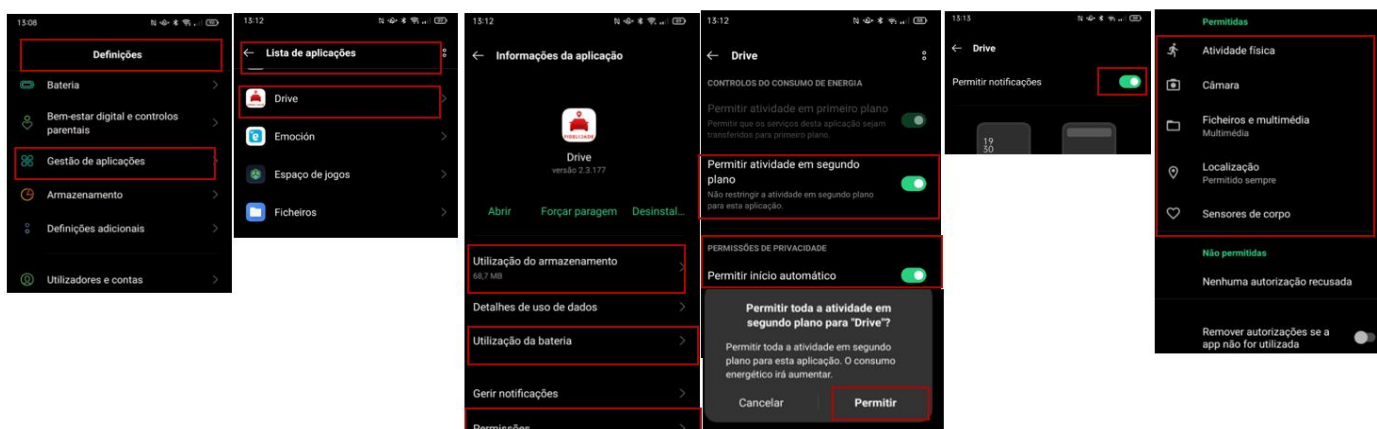 13:08
Definições
Bateria
Bem-estar digital e controlos
parentais
Gestão de aplicações
Armazenamento
Definições adicionais
Utilizadores e contas
13:12
Lista de aplicações
Drive
Emoción
Espaço de jogos
Ficheiros
13:12
Informações da aplicação
FIDELIDADE
Drive
versão 2.3.177
Abrir
Forçar paragem
Desinstal...
Utilização do armazenamento
68,7 MB
Detalhes de uso de dados
Utilização da bateria
Gerir notificações
Permissões
13:12
Drive
CONTROLOS DO CONSUMO DE ENERGIA
Permitir atividade em primeiro plano
Permitir que os serviços desta aplicação sejam
transferidos para primeiro plano.
Permitir atividade em segundo
plano
Não restringir a atividade em segundo plano
para esta aplicação.
PERMISSÕES DE PRIVACIDADE
Permitir início automático
Permitir toda a atividade em
segundo plano para "Drive"?
Permitir toda a atividade em segundo
plano para esta aplicação. O consumo
energético irá aumentar.
Cancelar
Permitir
13:13
Drive
Permitir notificações
19
30
Permitidas
Atividade física
Câmara
Ficheiros e multimédia
Multimédia
Localização
Permitido sempre
Sensores de corpo
Não permitidas
Nenhuma autorização recusada
Remover autorizações se a
app não for utilizada